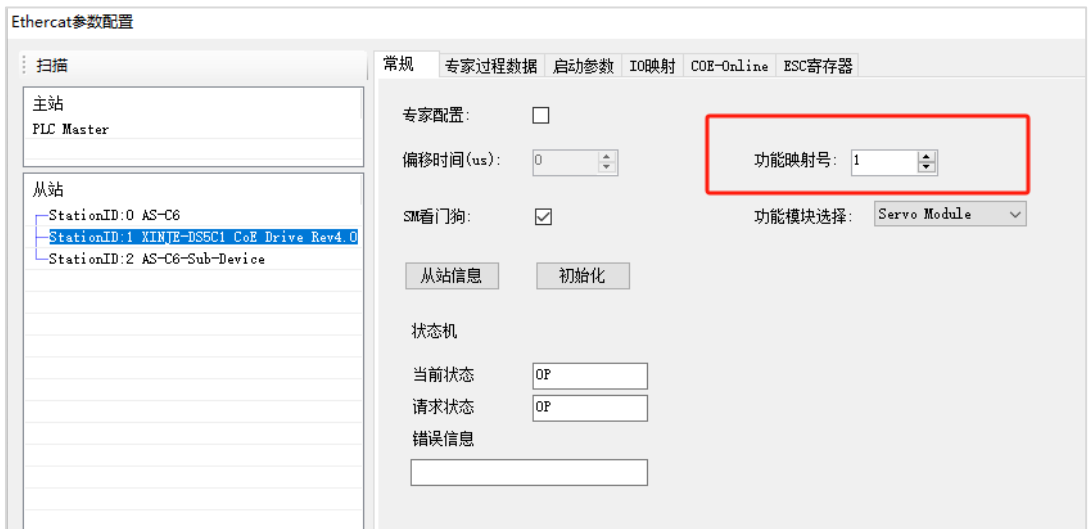 Ethercat参数配置
扫描
主站
PLC Master
从站
StationID:0 AS-C6
StationID:1 XINJE-DS5C1 CoE Drive Rev4.0
StationID:2 AS-C6-Sub-Device
常规 专家过程数据 启动参数 IO映射 COE-Online ESC寄存器
专家配置:
偏移时间(us): 0 功能映射号: 1
SM看门狗: 功能模块选择: Servo Module
从站信息 初始化
状态机
当前状态 OP
请求状态 OP
错误信息